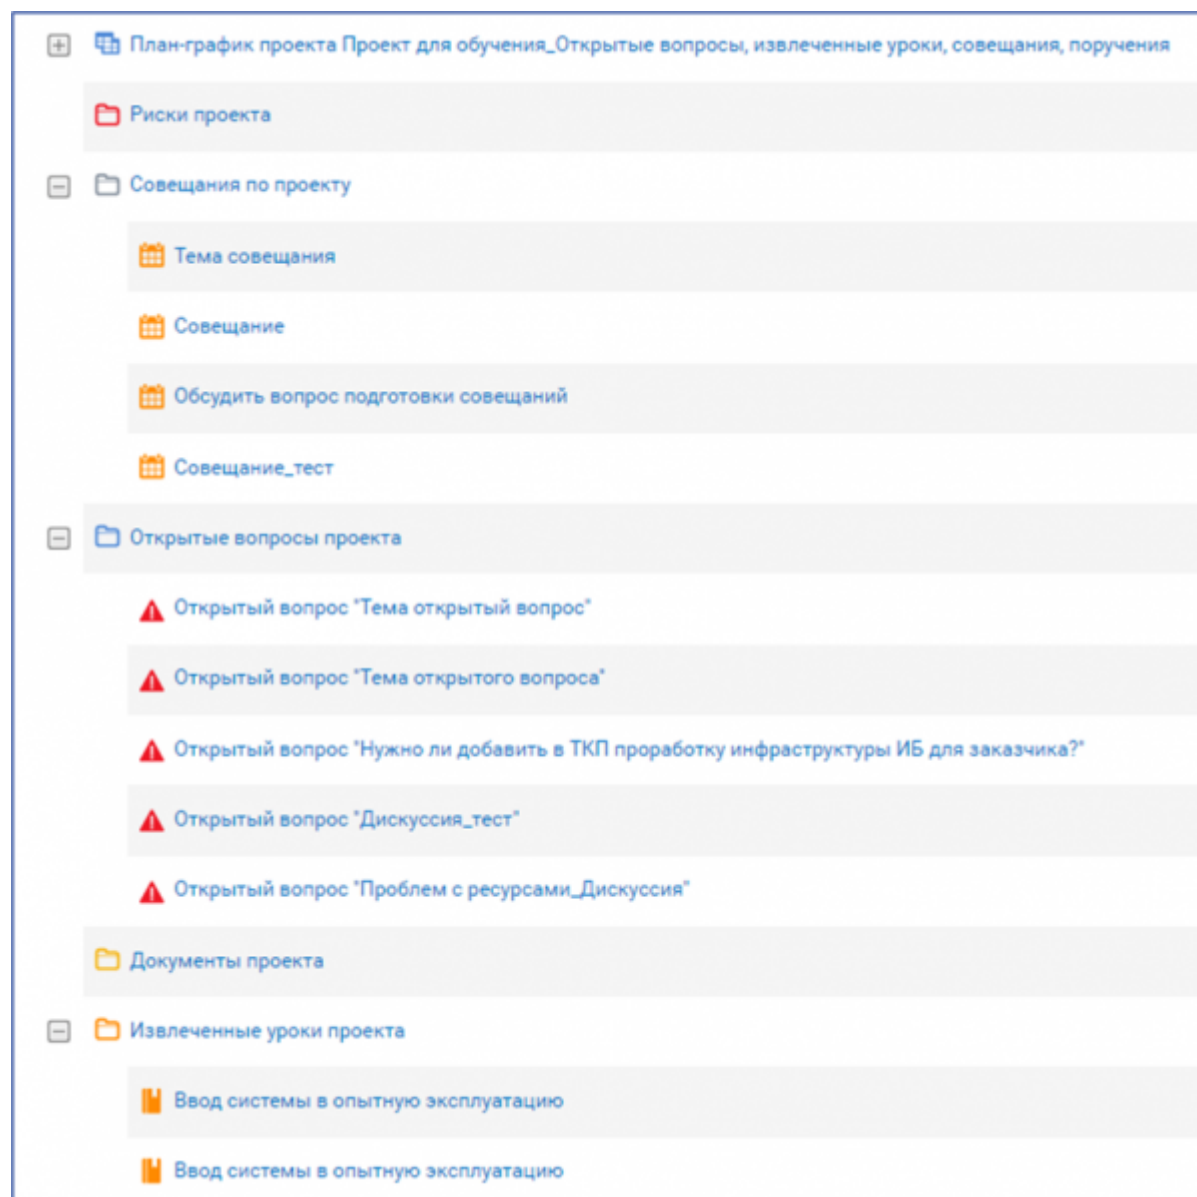 План-график проекта Проект для обучения_Открытые вопросы, извлеченные уроки, совещания, поручения
Риски проекта
Совещания по проекту
Тема совещания
Совещание
Обсудить вопрос подготовки совещаний
Совещание_тест
Открытые вопросы проекта
Открытый вопрос "Тема открытый вопрос"
Открытый вопрос "Тема открытого вопроса"
Открытый вопрос "Нужно ли добавить в ТКП проработку инфраструктуры ИБ для заказчика?"
Открытый вопрос "Дискуссия_тест"
Открытый вопрос "Проблем с ресурсами_Дискуссия"
Документы проекта
Извлеченные уроки проекта
Ввод системы в опытную эксплуатацию
Ввод системы в опытную эксплуатацию